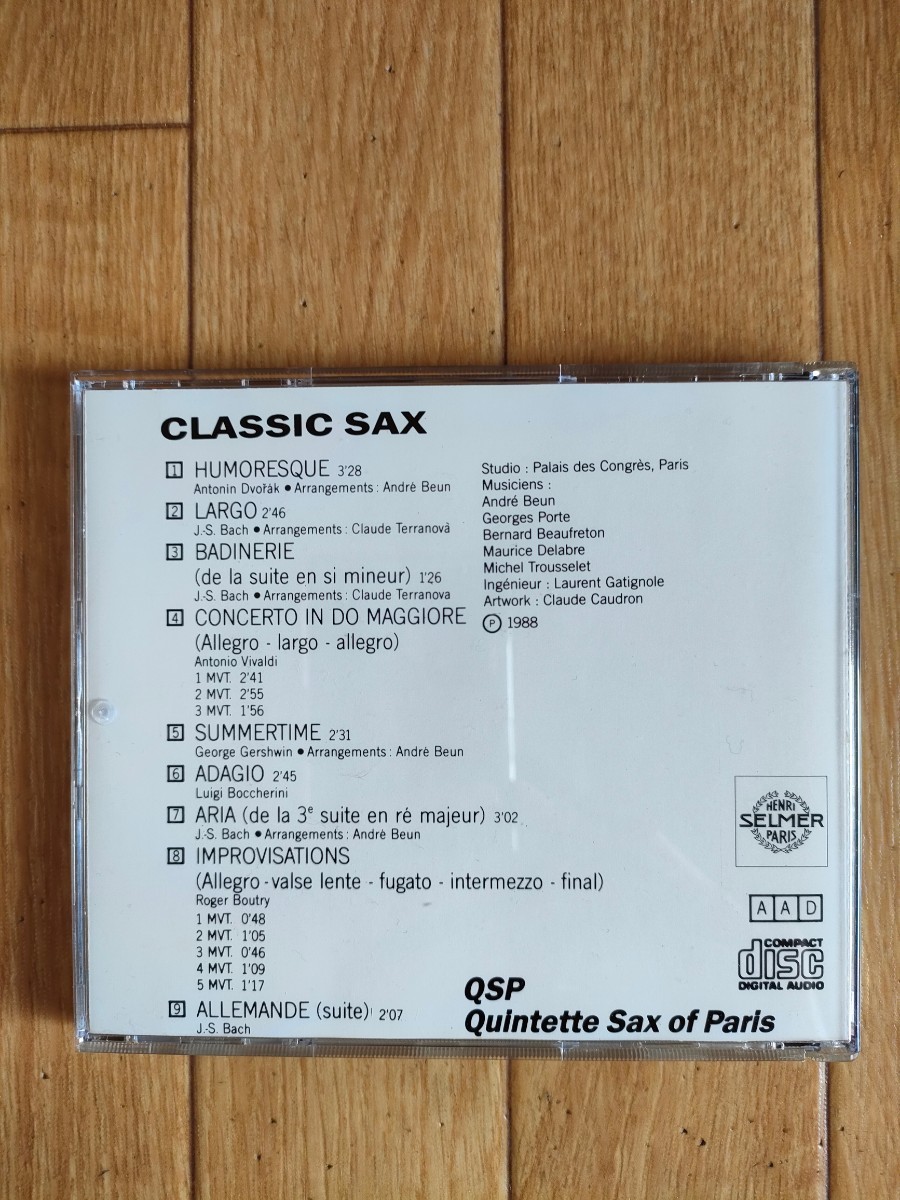 CLASSIC SAX
1 HUMORESQUE 3'28
Antonin Dvořák • Arrangements : André Beun
2 LARGO 2'46
J.-S. Bach • Arrangements : Claude Terranovà
3 BADINERIE
(de la suite en si mineur) 1'26
J.-S. Bach • Arrangements : Claude Terranova
4 CONCERTO IN DO MAGGIORE
(Allegro - largo - allegro)
Antonio Vivaldi
1 MVT. 2'41
2 MVT. 2'55
3 MVT. 1'56
5 SUMMERTIME 2'31
George Gershwin • Arrangements : André Beun
6 ADAGIO 2'45
Luigi Boccherini
7 ARIA (de la 3e suite en ré majeur) 3'02
J.-S. Bach • Arrangements : André Beun
8 IMPROVISATIONS
(Allegro - valse lente - fugato - intermezzo - final)
Roger Boutry
1 MVT. 0'48
2 MVT. 1'05
3 MVT. 0'46
4 MVT. 1'09
5 MVT. 1'17
9 ALLEMANDE (suite) 2'07
J.-S. Bach
Studio : Palais des Congrès, Paris
Musiciens :
André Beun
Georges Porte
Bernard Beaufreton
Maurice Delabre
Michel Trousselet
Ingénieur : Laurent Gatignole
Artwork : Claude Caudron
℗ 1988
HENRI
SELMER
PARIS
AAD
COMPACT
disc
DIGITAL AUDIO
QSP
Quintette Sax of Paris